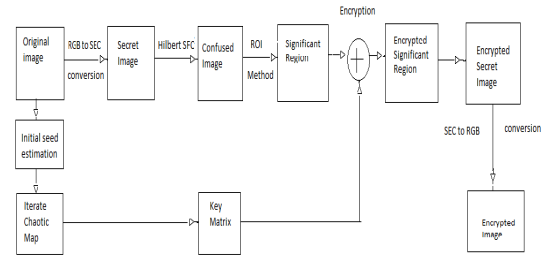 Encryption
Original
image
RGB to SEC
conversion
Secret
Image
Hilbert SFC
Confused
Image
ROI
Method
Significant
Region
Encrypted
Significant
Region
Encrypted
Secret
Image
Initial seed
estimation
SEC to RGB
conversion
Iterate
Chaotic
Map
Key
Matrix
Encrypted
Image